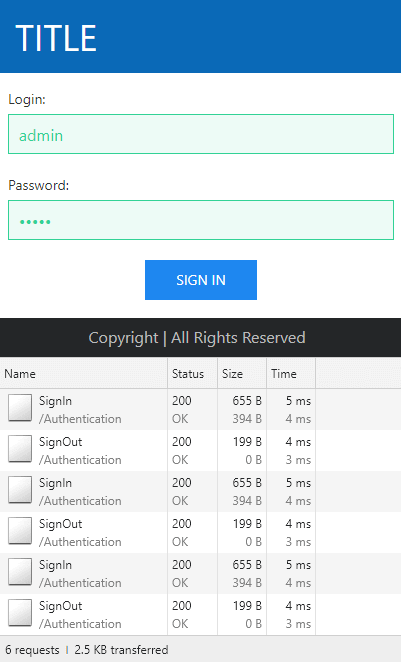 TITLE
Login:
admin
Password:
•••••
SIGN IN
Copyright | All Rights Reserved
Name Status Size Time
SignIn 200 655 B 5 ms
/Authentication OK 394 B 4 ms
SignOut 200 199 B 4 ms
/Authentication OK 0 B 3 ms
SignIn 200 655 B 5 ms
/Authentication OK 394 B 4 ms
SignOut 200 199 B 4 ms
/Authentication OK 0 B 3 ms
SignIn 200 655 B 5 ms
/Authentication OK 394 B 4 ms
SignOut 200 199 B 4 ms
/Authentication OK 0 B 3 ms
6 requests | 2.5 KB transferred